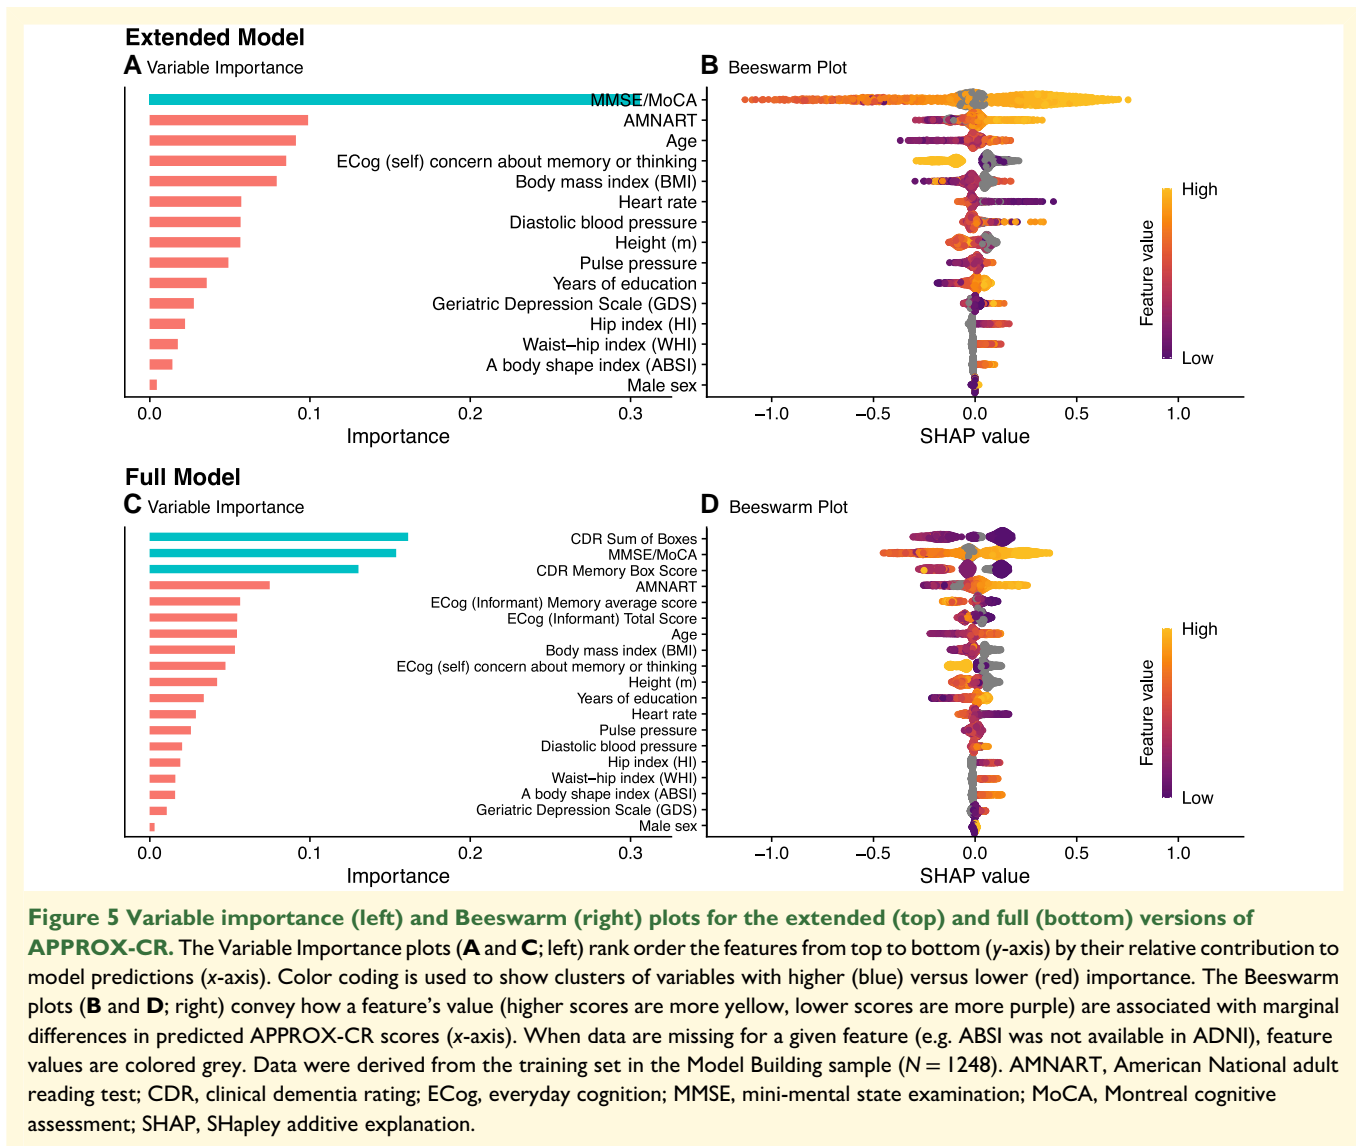 Extended Model
A Variable Importance
B Beeswarm Plot
MMSE/MoCA
AMNART
Age
ECog (self) concern about memory or thinking
Body mass index (BMI)
Heart rate
Diastolic blood pressure
Height (m)
Pulse pressure
Years of education
Geriatric Depression Scale (GDS)
Hip index (HI)
Waist–hip index (WHI)
A body shape index (ABSI)
Male sex
0.0 0.1 0.2 0.3
Importance
−1.0 −0.5 0.0 0.5 1.0
SHAP value
High
Feature value
Low
Full Model
C Variable Importance
D Beeswarm Plot
CDR Sum of Boxes
MMSE/MoCA
CDR Memory Box Score
AMNART
ECog (Informant) Memory average score
ECog (Informant) Total Score
Age
Body mass index (BMI)
ECog (self) concern about memory or thinking
Height (m)
Years of education
Heart rate
Pulse pressure
Diastolic blood pressure
Hip index (HI)
Waist–hip index (WHI)
A body shape index (ABSI)
Geriatric Depression Scale (GDS)
Male sex
0.0 0.1 0.2 0.3
Importance
−1.0 −0.5 0.0 0.5 1.0
SHAP value
High
Feature value
Low
Figure 5 Variable importance (left) and Beeswarm (right) plots for the extended (top) and full (bottom) versions of
APPROX-CR. The Variable Importance plots (A and C; left) rank order the features from top to bottom (y-axis) by their relative contribution to
model predictions (x-axis). Color coding is used to show clusters of variables with higher (blue) versus lower (red) importance. The Beeswarm
plots (B and D; right) convey how a feature's value (higher scores are more yellow, lower scores are more purple) are associated with marginal
differences in predicted APPROX-CR scores (x-axis). When data are missing for a given feature (e.g. ABSI was not available in ADNI), feature
values are colored grey. Data were derived from the training set in the Model Building sample (N = 1248). AMNART, American National adult
reading test; CDR, clinical dementia rating; ECog, everyday cognition; MMSE, mini-mental state examination; MoCA, Montreal cognitive
assessment; SHAP, SHapley additive explanation.